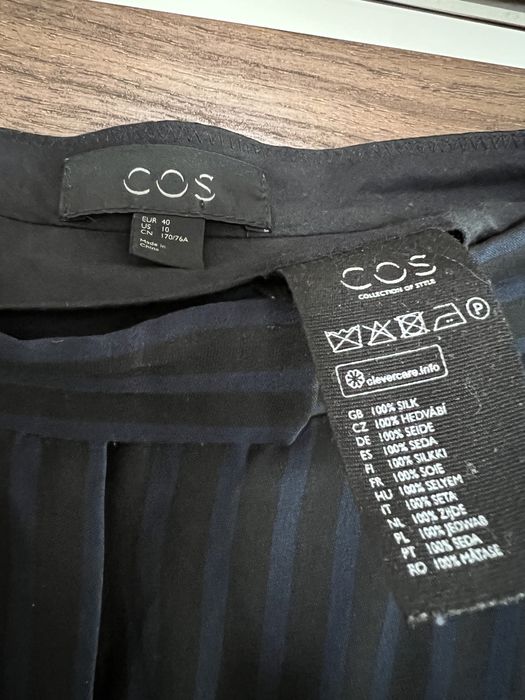 COS
EUR 40
US 10
CN 170/76A
Made in
China
COS
COLLECTION OF STYLE
P
clevercare.info
GB 100% SILK
CZ 100% HEDVÁBÍ
DE 100% SEIDE
ES 100% SEDA
FI 100% SILKKI
FR 100% SOIE
HU 100% SELYEM
IT 100% SETA
NL 100% ZIJDE
PL 100% JEDWAB
PT 100% SEDA
RO 100% MĂTASE